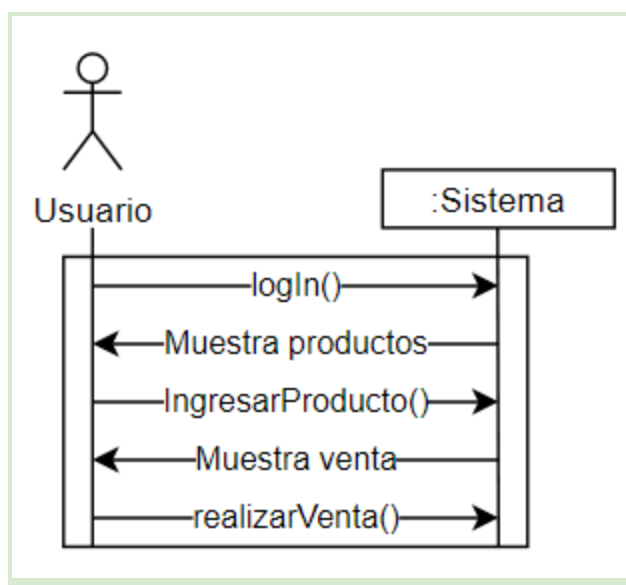 Usuario
:Sistema
logIn()
Muestra productos
IngresarProducto()
Muestra venta
realizarVenta()